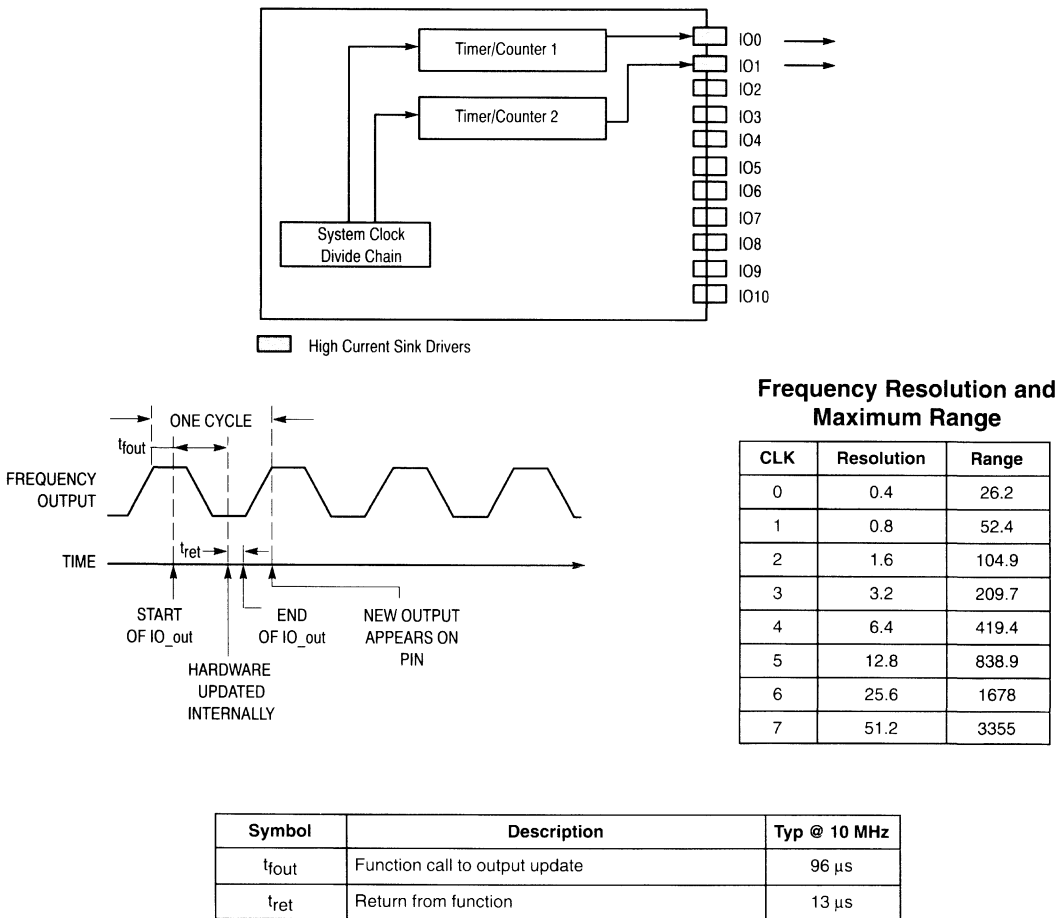 Timer/Counter 1
Timer/Counter 2
System Clock
Divide Chain
IO0
IO1
IO2
IO3
IO4
IO5
IO6
IO7
IO8
IO9
IO10
High Current Sink Drivers
ONE CYCLE
tfout
FREQUENCY
OUTPUT
tret
TIME
START
OF IO_out
HARDWARE
UPDATED
INTERNALLY
END
OF IO_out
NEW OUTPUT
APPEARS ON
PIN
Frequency Resolution and
Maximum Range
CLK Resolution Range
0 0.4 26.2
1 0.8 52.4
2 1.6 104.9
3 3.2 209.7
4 6.4 419.4
5 12.8 838.9
6 25.6 1678
7 51.2 3355
Symbol Description Typ @ 10 MHz
tfout Function call to output update 96 μs
tret Return from function 13 μs